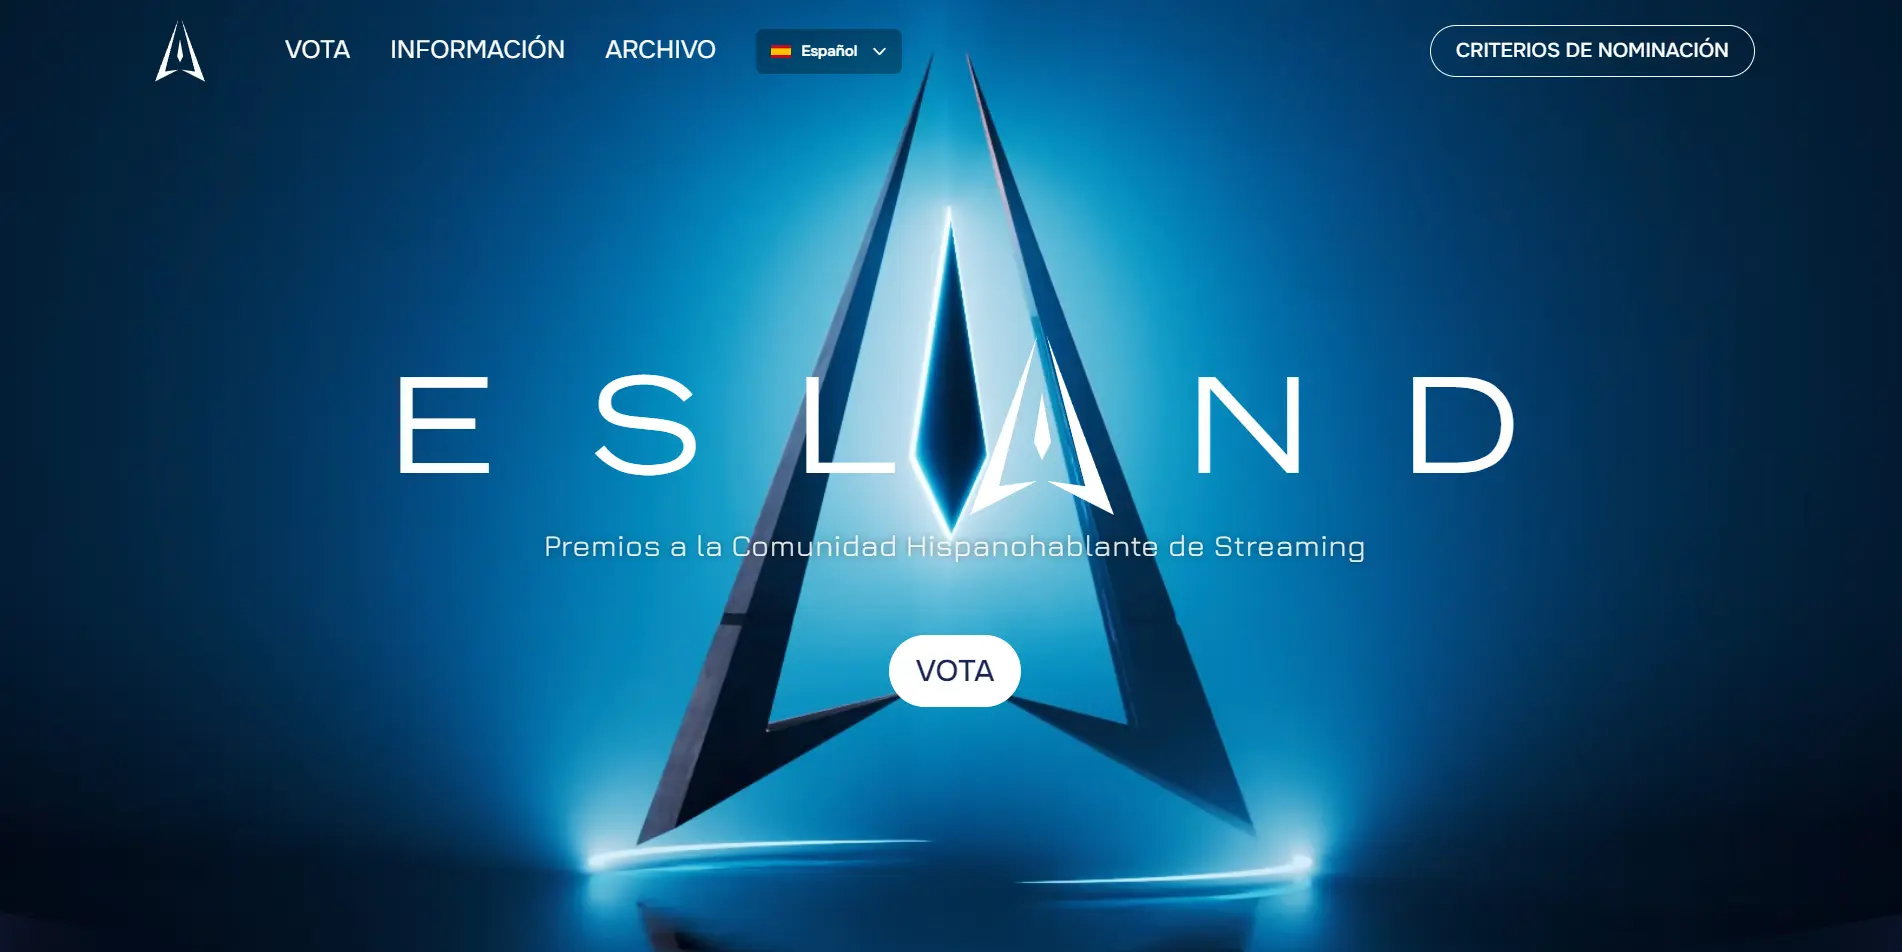 VOTA INFORMACIÓN ARCHIVO Español CRITERIOS DE NOMINACIÓN
ESLAND
Premios a la Comunidad Hispanohablante de Streaming
VOTA